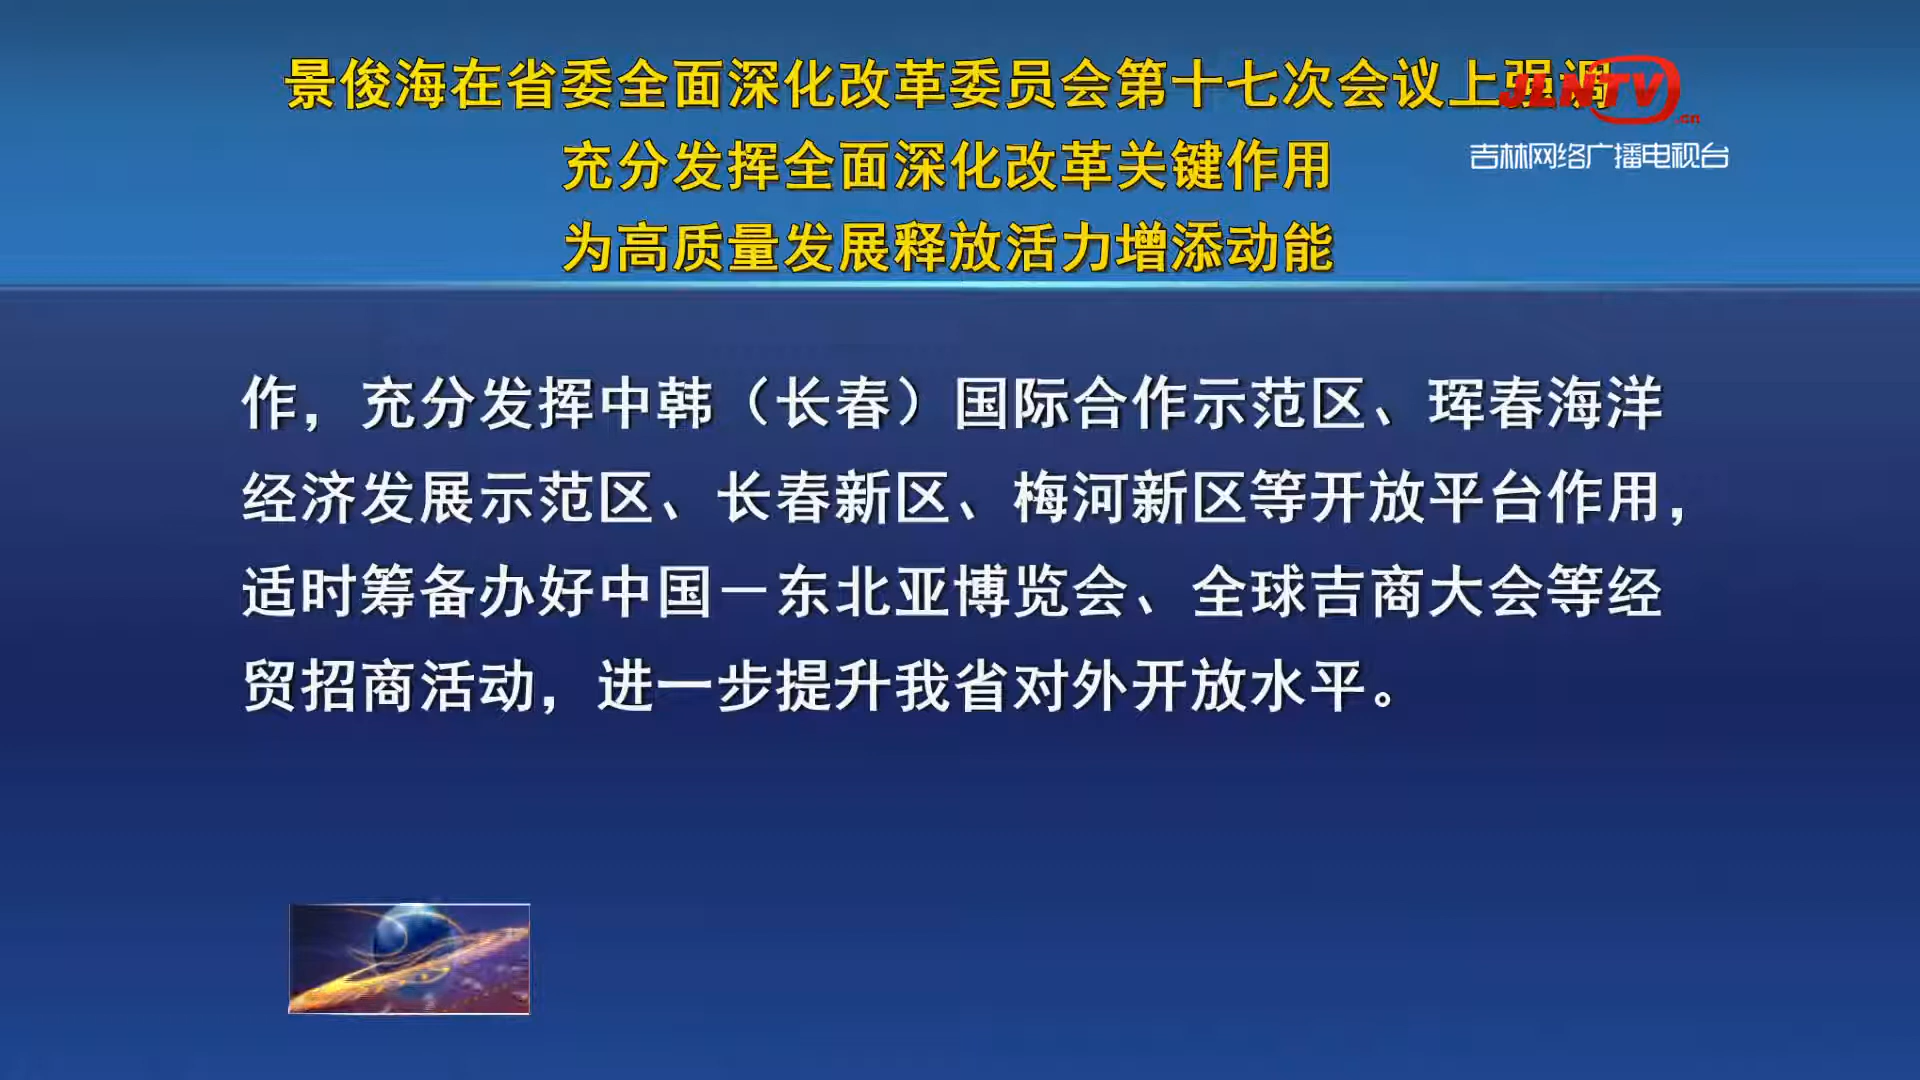 景俊海在省委全面深化改革委员会第十七次会议上强调
充分发挥全面深化改革关键作用
为高质量发展释放活力增添动能
JLNTV.cn
吉林网络广播电视台
作，充分发挥中韩（长春）国际合作示范区、珲春海洋
经济发展示范区、长春新区、梅河新区等开放平台作用，
适时筹备办好中国－东北亚博览会、全球吉商大会等经
贸招商活动，进一步提升我省对外开放水平。